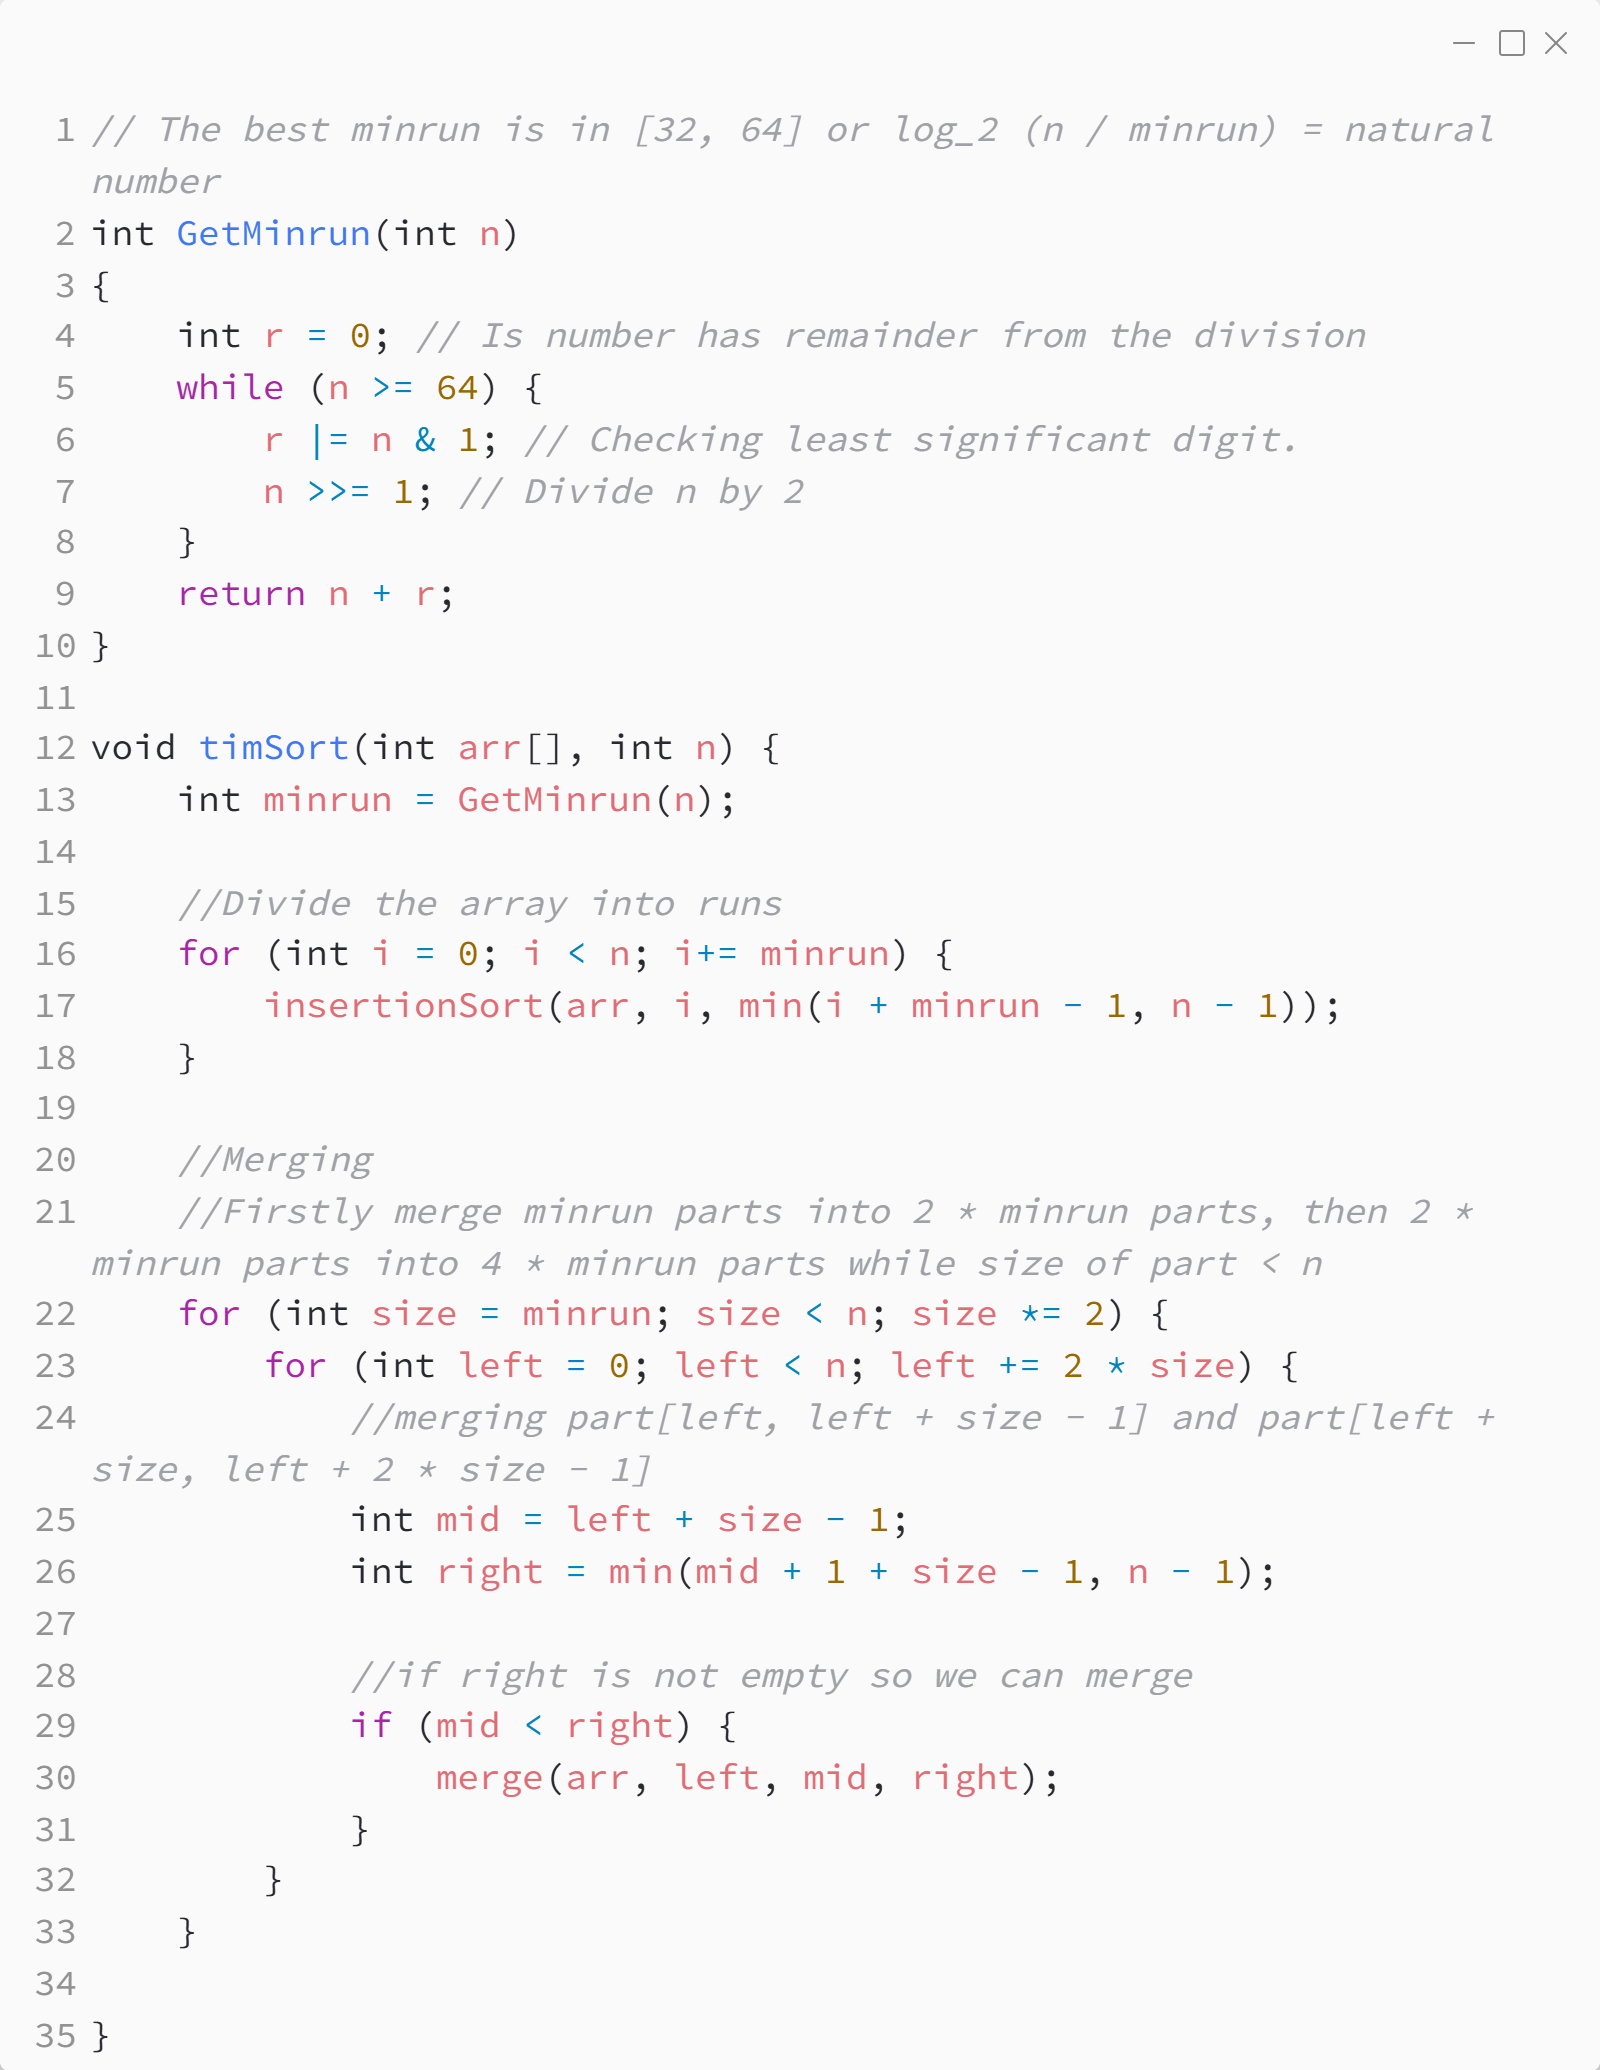 1 // The best minrun is in [32, 64] or log_2 (n / minrun) = natural
number
2 int GetMinrun(int n)
3 {
4     int r = 0; // Is number has remainder from the division
5     while (n >= 64) {
6         r |= n & 1; // Checking least significant digit.
7         n >>= 1; // Divide n by 2
8     }
9     return n + r;
10 }
11
12 void timSort(int arr[], int n) {
13     int minrun = GetMinrun(n);
14
15     //Divide the array into runs
16     for (int i = 0; i < n; i+= minrun) {
17         insertionSort(arr, i, min(i + minrun - 1, n - 1));
18     }
19
20     //Merging
21     //Firstly merge minrun parts into 2 * minrun parts, then 2 *
minrun parts into 4 * minrun parts while size of part < n
22     for (int size = minrun; size < n; size *= 2) {
23         for (int left = 0; left < n; left += 2 * size) {
24             //merging part[left, left + size - 1] and part[left +
size, left + 2 * size - 1]
25             int mid = left + size - 1;
26             int right = min(mid + 1 + size - 1, n - 1);
27
28             //if right is not empty so we can merge
29             if (mid < right) {
30                 merge(arr, left, mid, right);
31             }
32         }
33     }
34
35 }